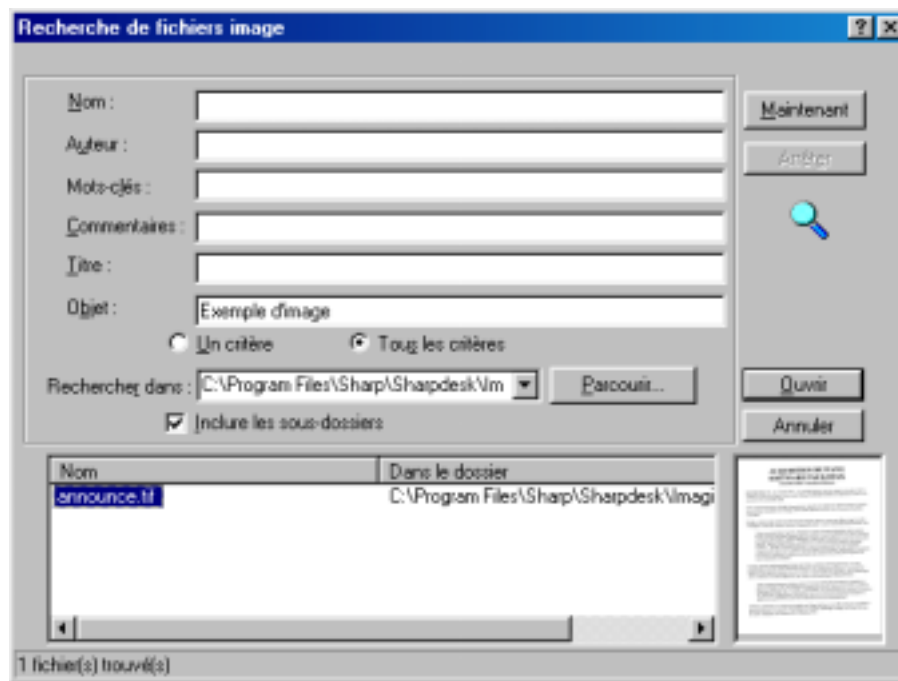 Recherche de fichiers image
Nom :
Maintenant
Auteur :
Arrêter
Mots-clés :
Commentaires :
Titre :
Objet : Exemple d'image
Un critère Tous les critères
Rechercher dans : C:\Program Files\Sharp\Sharpdesk\Im Parcourir... Ouvrir
Inclure les sous-dossiers Annuler
Nom Dans le dossier
announce.tif C:\Program Files\Sharp\Sharpdesk\Imagi
1 fichier(s) trouvé(s)